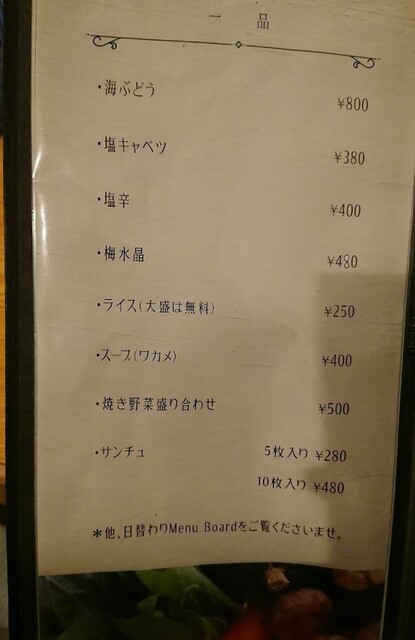 一 品
・海ぶどう ¥800
・塩キャベツ ¥380
・塩辛 ¥400
・梅水晶 ¥480
・ライス(大盛は無料) ¥250
・スープ(ワカメ) ¥400
・焼き野菜盛り合わせ ¥500
・サンチュ 5枚入り ¥280
10枚入り ¥480
＊他、日替わりMenu Boardをご覧くださいませ。